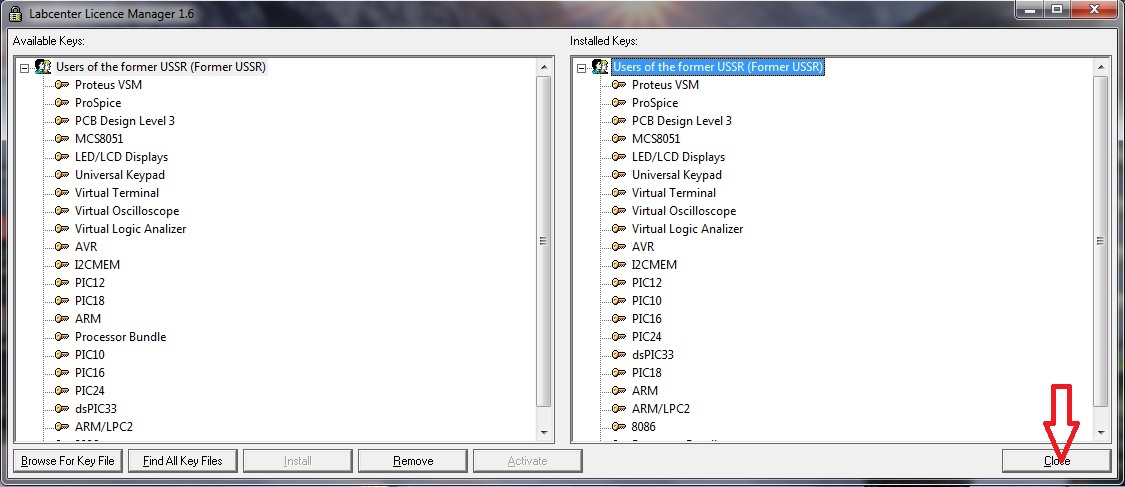 Labcenter Licence Manager 1.6
Available Keys:
Users of the former USSR (Former USSR)
Proteus VSM
ProSpice
PCB Design Level 3
MCS8051
LED/LCD Displays
Universal Keypad
Virtual Terminal
Virtual Oscilloscope
Virtual Logic Analizer
AVR
I2CMEM
PIC12
PIC18
ARM
Processor Bundle
PIC10
PIC16
PIC24
dsPIC33
ARM/LPC2
Installed Keys:
Users of the former USSR (Former USSR)
Proteus VSM
ProSpice
PCB Design Level 3
MCS8051
LED/LCD Displays
Universal Keypad
Virtual Terminal
Virtual Oscilloscope
Virtual Logic Analizer
AVR
I2CMEM
PIC12
PIC10
PIC16
PIC24
dsPIC33
PIC18
ARM
ARM/LPC2
8086
Browse For Key File
Find All Key Files
Install
Remove
Activate
Close